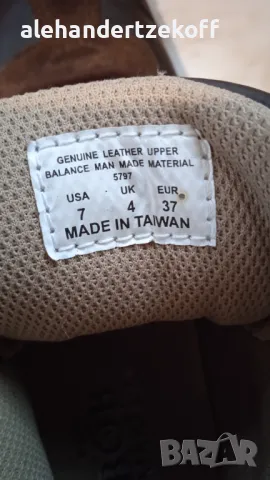 alehandertzekoff
GENUINE LEATHER UPPER
BALANCE MAN MADE MATERIAL
5797
USA UK EUR
7 4 37
MADE IN TAIWAN
BAZAR
bg